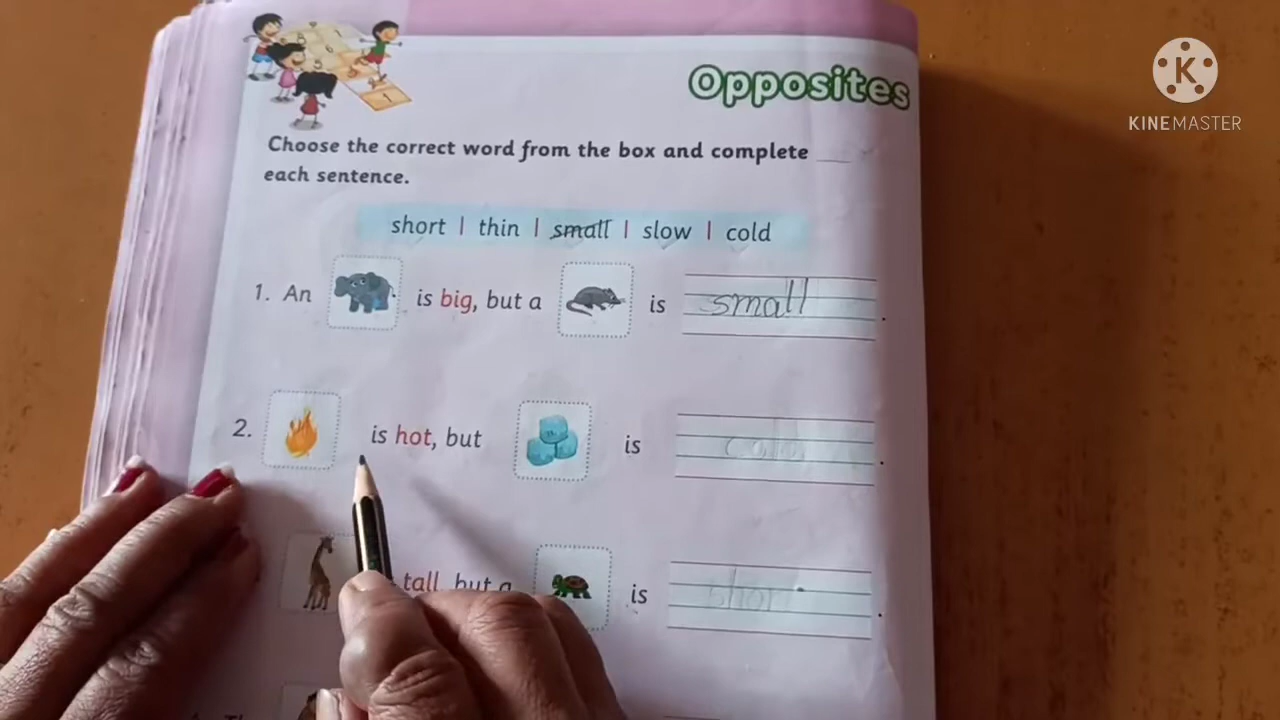 Opposites
Choose the correct word from the box and complete
each sentence.
short | thin | small | slow | cold
1. An is big, but a is small.
2. is hot, but is cold.
tall, but a is short.
KINEMASTER